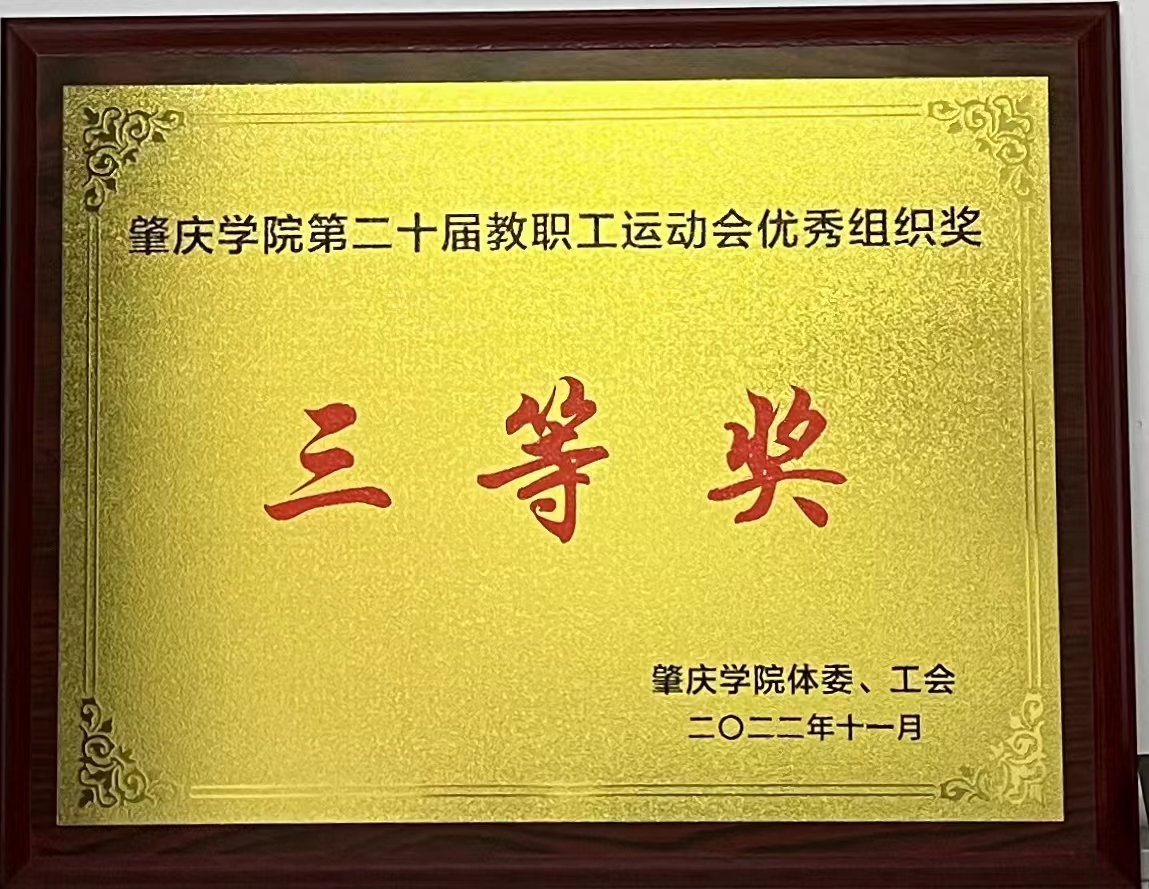 肇庆学院第二十届教职工运动会优秀组织奖
三等奖
肇庆学院体委、工会
二〇二二年十一月